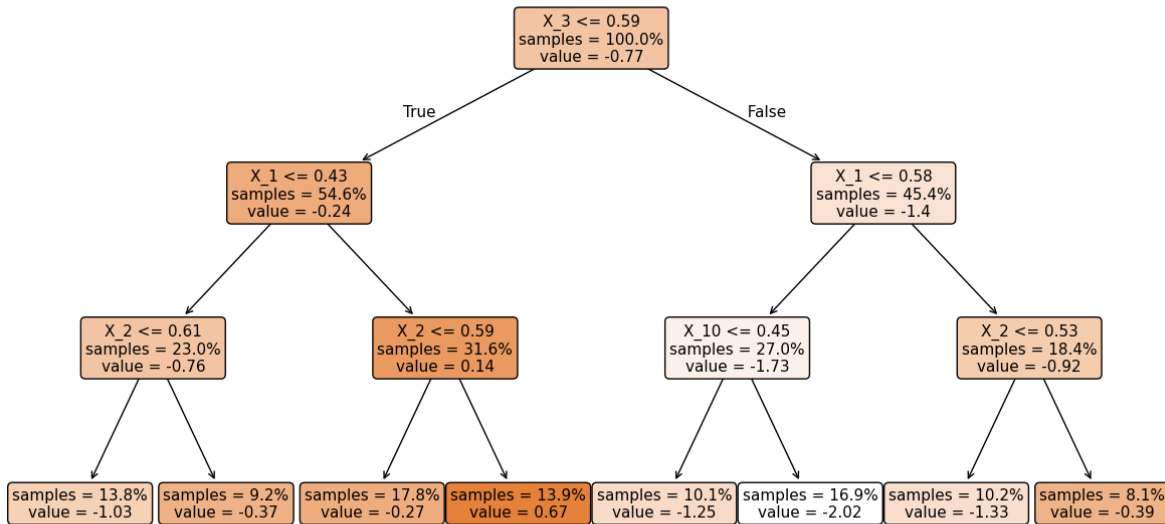 X_3 <= 0.59
samples = 100.0%
value = -0.77
True
False
X_1 <= 0.43
samples = 54.6%
value = -0.24
X_1 <= 0.58
samples = 45.4%
value = -1.4
X_2 <= 0.61
samples = 23.0%
value = -0.76
X_2 <= 0.59
samples = 31.6%
value = 0.14
X_10 <= 0.45
samples = 27.0%
value = -1.73
X_2 <= 0.53
samples = 18.4%
value = -0.92
samples = 13.8%
value = -1.03
samples = 9.2%
value = -0.37
samples = 17.8%
value = -0.27
samples = 13.9%
value = 0.67
samples = 10.1%
value = -1.25
samples = 16.9%
value = -2.02
samples = 10.2%
value = -1.33
samples = 8.1%
value = -0.39